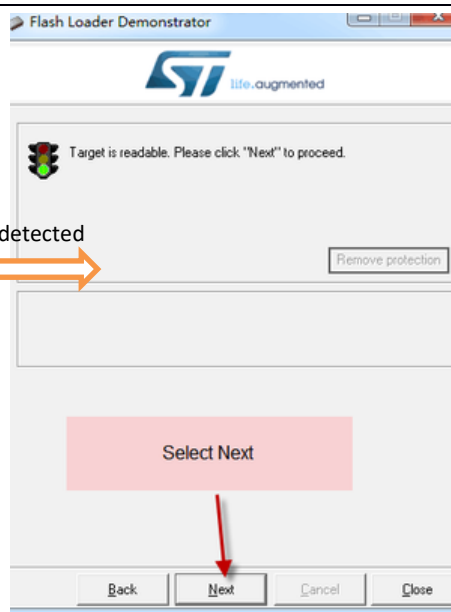 Flash Loader Demonstrator
life.augmented
Target is readable. Please click "Next" to proceed.
detected
Remove protection
Select Next
Back
Next
Cancel
Close